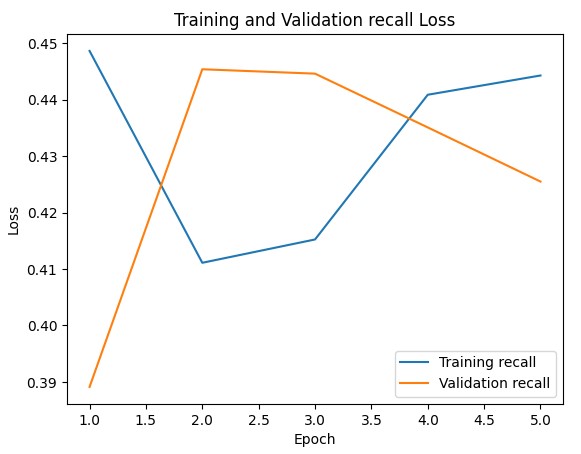 Training and Validation recall Loss
0.45
0.44
0.43
0.42
0.41
0.40
0.39
Loss
Training recall
Validation recall
1.0 1.5 2.0 2.5 3.0 3.5 4.0 4.5 5.0
Epoch